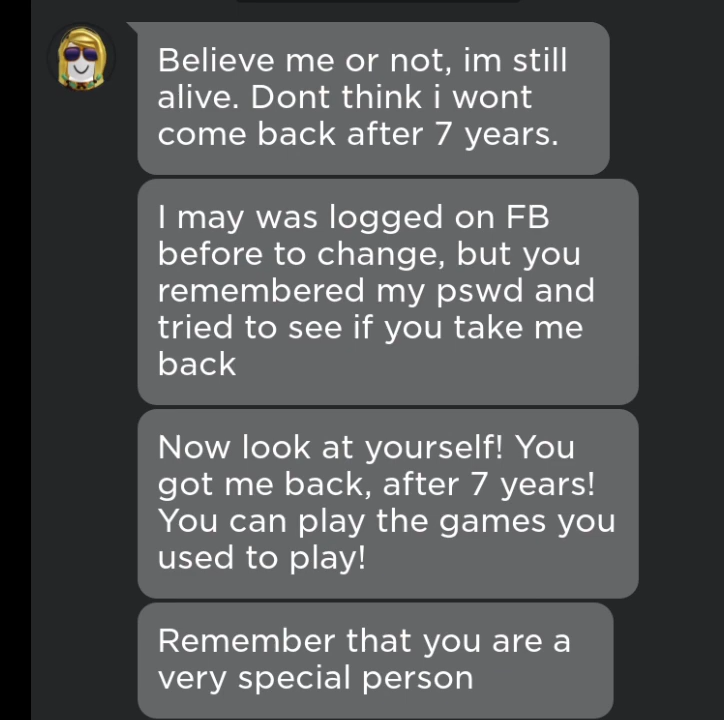 Believe me or not, im still
alive. Dont think i wont
come back after 7 years.
I may was logged on FB
before to change, but you
remembered my pswd and
tried to see if you take me
back
Now look at yourself! You
got me back, after 7 years!
You can play the games you
used to play!
Remember that you are a
very special person